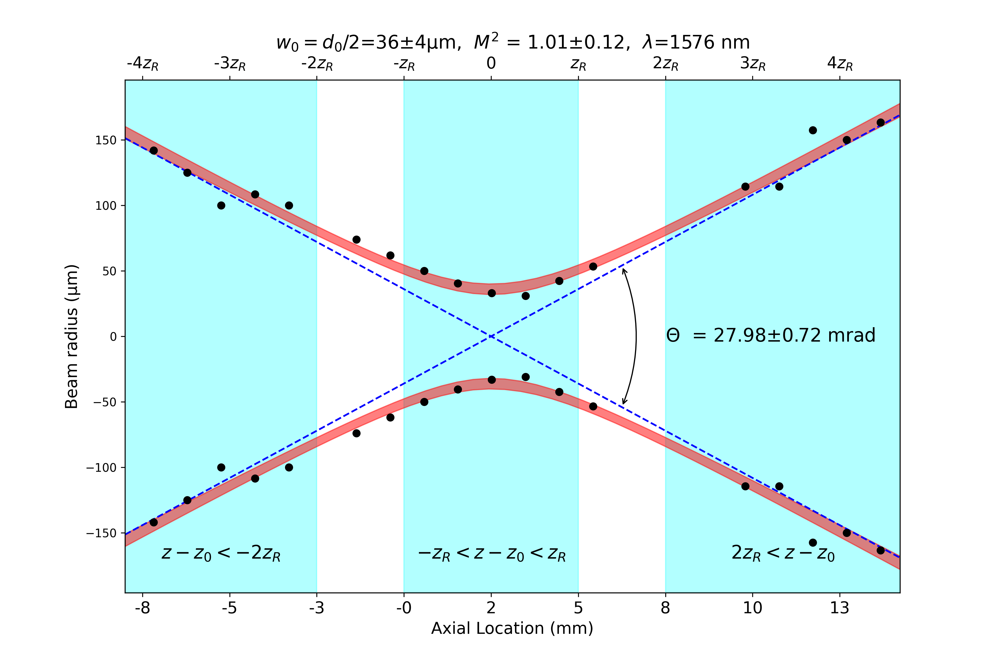 w₀ = d₀/2=36±4µm, M² = 1.01±0.12, λ=1576 nm
-4z_R -3z_R -2z_R -z_R 0 z_R 2z_R 3z_R 4z_R
150
100
50
0
−50
−100
−150
Beam radius (µm)
Θ = 27.98±0.72 mrad
z − z₀ < −2z_R
−z_R < z − z₀ < z_R
2z_R < z − z₀
-8 -5 -3 -0 2 5 8 10 13
Axial Location (mm)